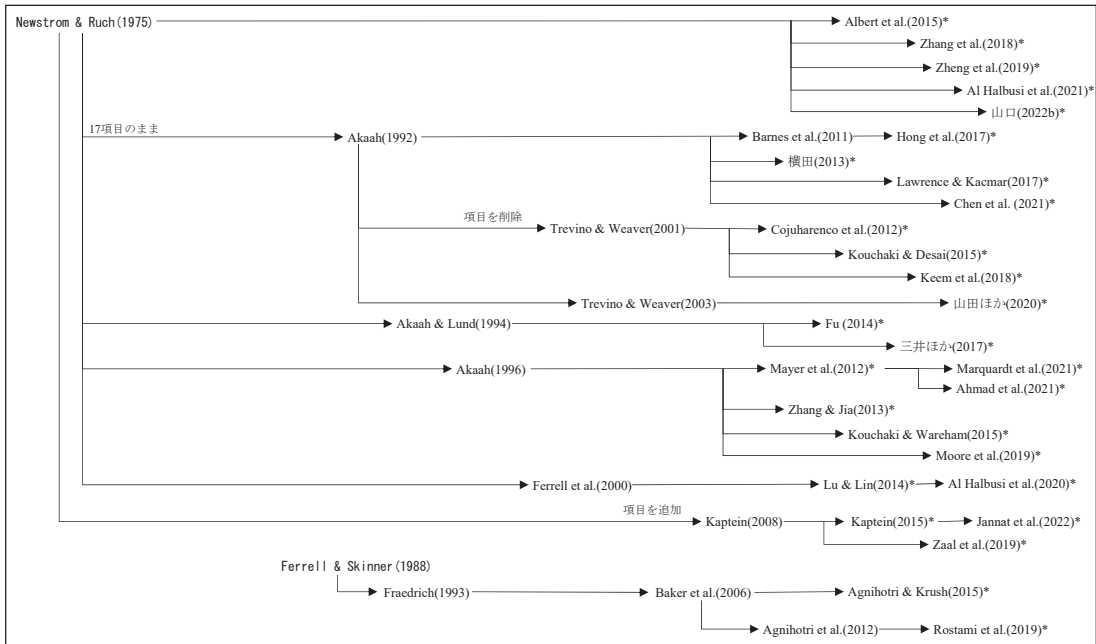 Newstrom & Ruch(1975)
Albert et al.(2015)*
Zhang et al.(2018)*
Zheng et al.(2019)*
Al Halbusi et al.(2021)*
山口(2022b)*
17項目のまま
Akaah(1992)
Barnes et al.(2011)
Hong et al.(2017)*
横田(2013)*
Lawrence & Kacmar(2017)*
Chen et al. (2021)*
項目を削除
Trevino & Weaver(2001)
Cojuharenco et al.(2012)*
Kouchaki & Desai(2015)*
Keem et al.(2018)*
Trevino & Weaver(2003)
山田ほか(2020)*
Akaah & Lund(1994)
Fu (2014)*
三井ほか(2017)*
Akaah(1996)
Mayer et al.(2012)*
Marquardt et al.(2021)*
Ahmad et al.(2021)*
Zhang & Jia(2013)*
Kouchaki & Wareham(2015)*
Moore et al.(2019)*
Ferrell et al.(2000)
Lu & Lin(2014)*
Al Halbusi et al.(2020)*
項目を追加
Kaptein(2008)
Kaptein(2015)*
Jannat et al.(2022)*
Zaal et al.(2019)*
Ferrell & Skinner(1988)
Fraedrich(1993)
Baker et al.(2006)
Agnihotri & Krush(2015)*
Agnihotri et al.(2012)
Rostami et al.(2019)*